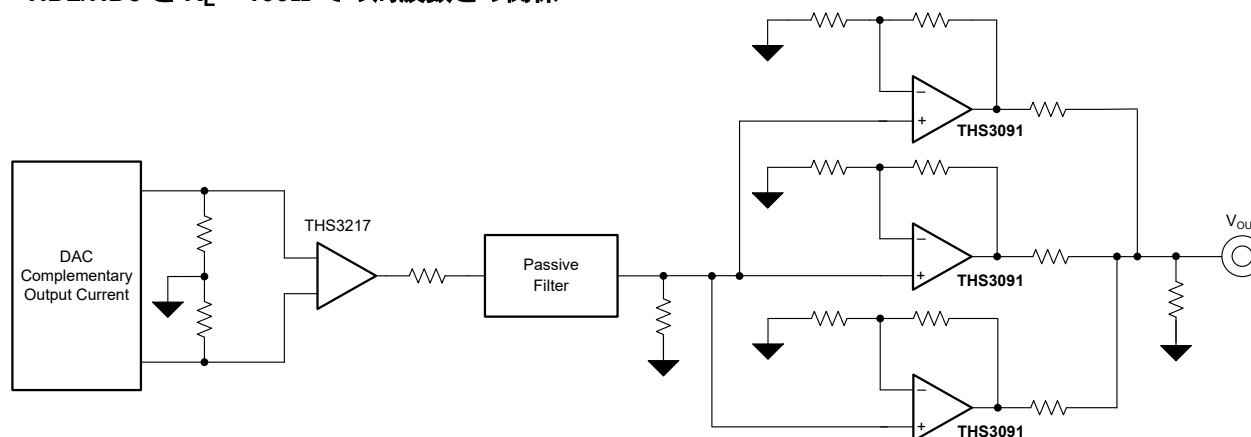 DAC
Complementary
Output Current
THS3217
Passive
Filter
−
+
THS3091
−
+
THS3091
−
+
THS3091